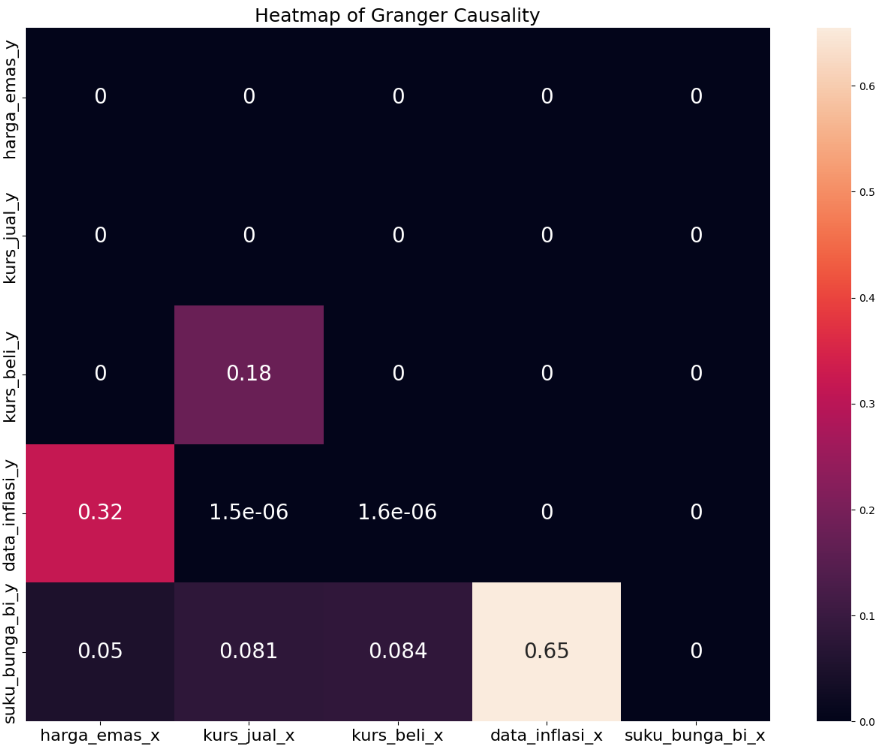 Heatmap of Granger Causality
harga_emas_y
0 0 0 0 0
kurs_jual_y
0 0 0 0 0
kurs_beli_y
0 0.18 0 0 0
data_inflasi_y
0.32 1.5e-06 1.6e-06 0 0
suku_bunga_bi_y
0.05 0.081 0.084 0.65 0
harga_emas_x kurs_jual_x kurs_beli_x data_inflasi_x suku_bunga_bi_x
0.6
0.5
0.4
0.3
0.2
0.1
0.0